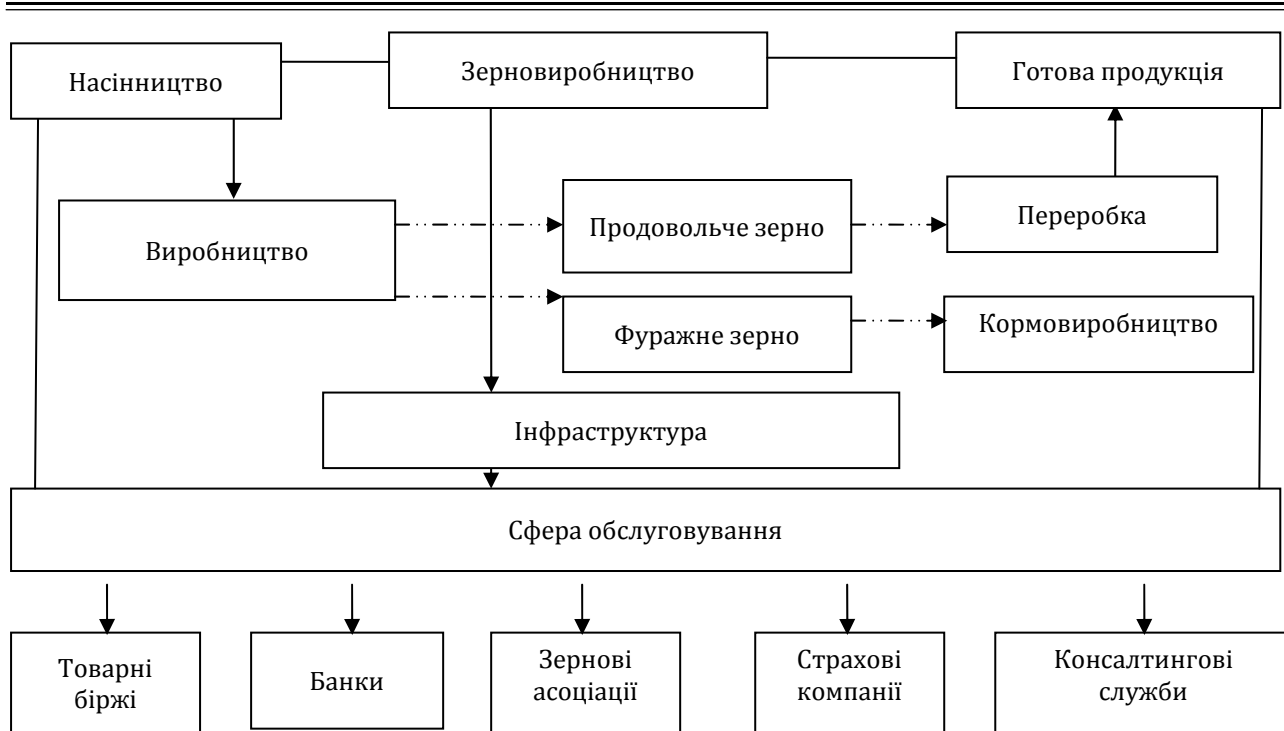 Насінництво
Зерновиробництво
Готова продукція
Виробництво
Продовольче зерно
Переробка
Фуражне зерно
Кормовиробництво
Інфраструктура
Сфера обслуговування
Товарні
біржі
Банки
Зернові
асоціації
Страхові
компанії
Консалтингові
служби